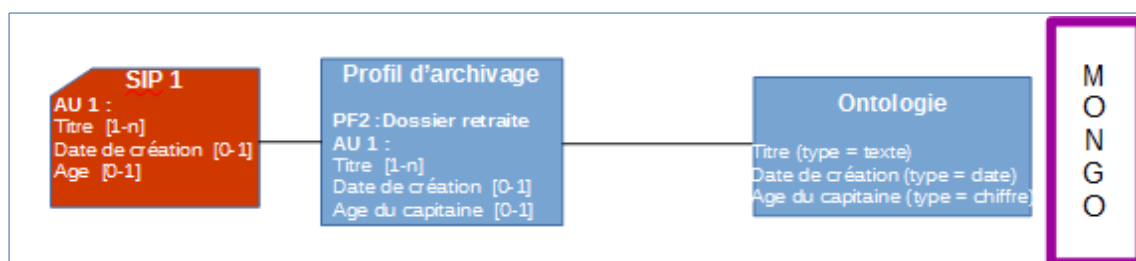 SIP 1
AU 1 :
Titre [1-n]
Date de création [0-1]
Age [0-1]
Profil d'archivage
PF2 : Dossier retraite
AU 1 :
Titre [1-n]
Date de création [0-1]
Age du capitaine [0-1]
Ontologie
Titre (type = texte)
Date de création (type = date)
Age du capitaine (type = chiffre)
M
O
N
G
O